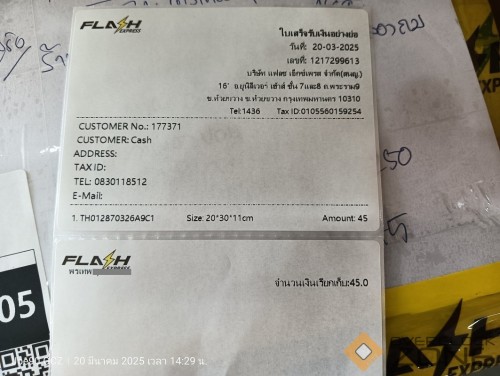 FLASH EXPRESS
ใบเสร็จรับเงินอย่างย่อ
วันที่: 20-03-2025
เลขที่: 1217299613
บริษัท แฟลช เอ็กซ์เพรส จำกัด(สนญ.)
16 อ.ยูนิลีเวอร์ เฮ้าส์ ชั้น 7และ8 ถ.พระราม9
ข.ห้วยขวาง ข.ห้วยขวาง กรุงเทพมหานคร 10310
Tel:1436 Tax ID:0105560159254
CUSTOMER No.: 177371
CUSTOMER: Cash
ADDRESS:
TAX ID:
TEL: 0830118512
E-Mail:
1. TH012870326A9C1 Size: 20*30*11cm Amount: 45
FLASH EXPRESS
พรเทพ
จำนวนเงินเรียกเก็บ:45.0
05
20 มีนาคม 2025 เวลา 14:29 น.